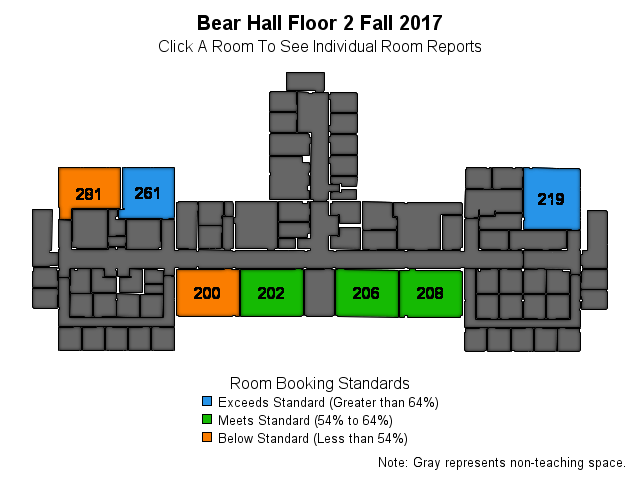 Bear Hall Floor 2 Fall 2017
Click A Room To See Individual Room Reports
281
261
219
200
202
206
208
Room Booking Standards
Exceeds Standard (Greater than 64%)
Meets Standard (54% to 64%)
Below Standard (Less than 54%)
Note: Gray represents non-teaching space.